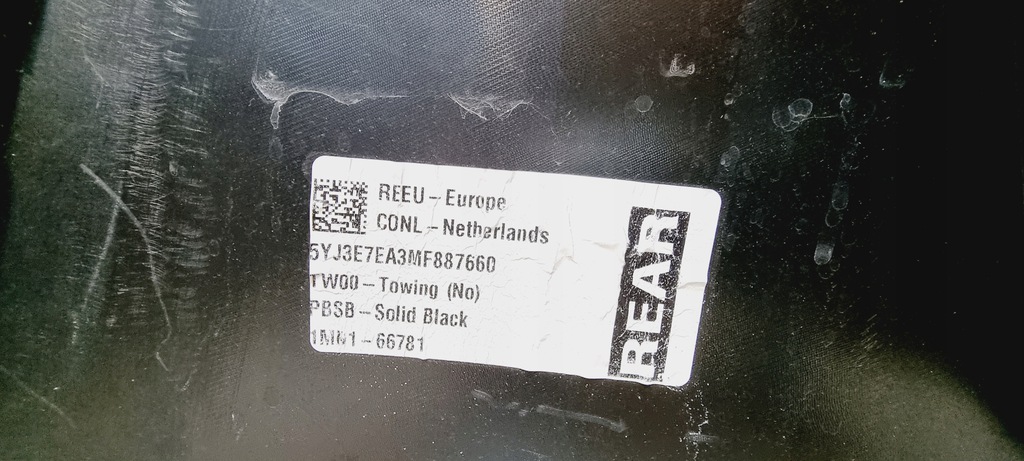 REEU - Europe
CONL - Netherlands
5YJ3E7EA3MF887660
TW00 - Towing (No)
PBSB - Solid Black
1MN1 - 66781
REAR